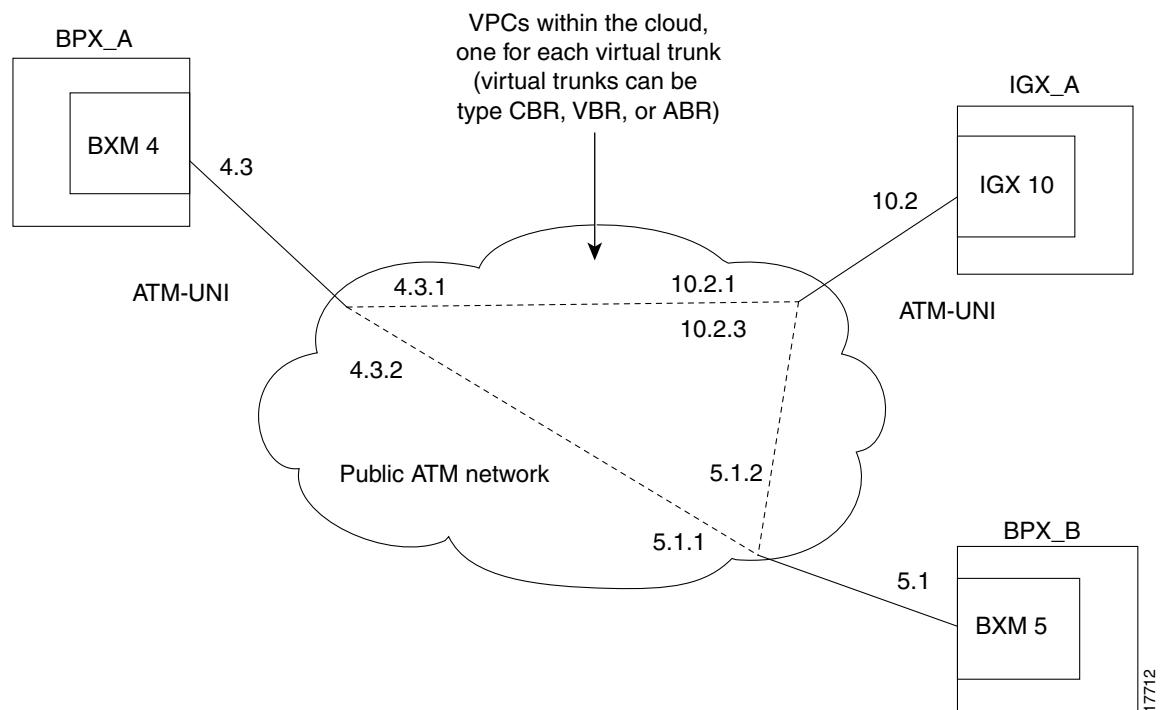 VPCs within the cloud,
one for each virtual trunk
(virtual trunks can be
type CBR, VBR, or ABR)
BPX_A
BXM 4
4.3
IGX_A
IGX 10
10.2
ATM-UNI
4.3.1
10.2.1
ATM-UNI
10.2.3
4.3.2
Public ATM network
5.1.2
5.1.1
BPX_B
5.1
BXM 5
17712